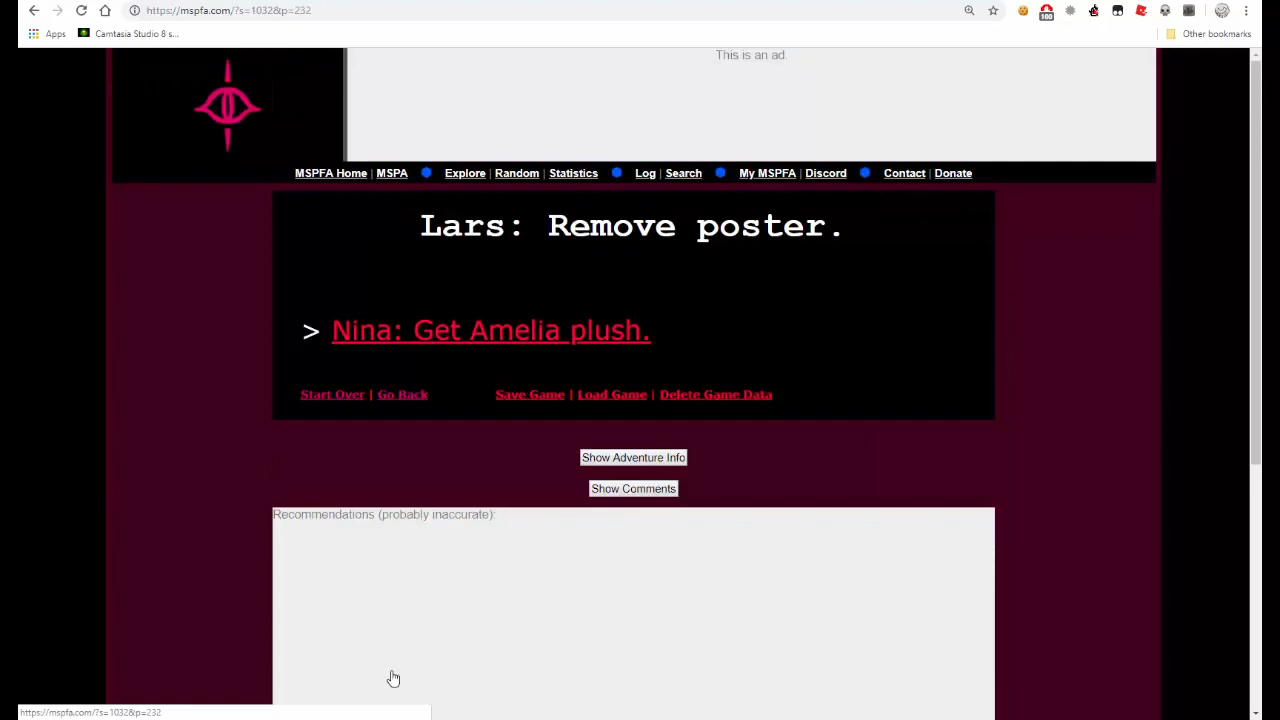 https://mspfa.com/?s=1032&p=232
100
Apps
Camtasia Studio 8 s...
Other bookmarks
This is an ad.
MSPFA Home | MSPA
Explore | Random | Statistics
Log | Search
My MSPFA | Discord
Contact | Donate
Lars: Remove poster.
> Nina: Get Amelia plush.
Start Over | Go Back
Save Game | Load Game | Delete Game Data
Show Adventure Info
Show Comments
Recommendations (probably inaccurate):
https://mspfa.com/?s=1032&p=232